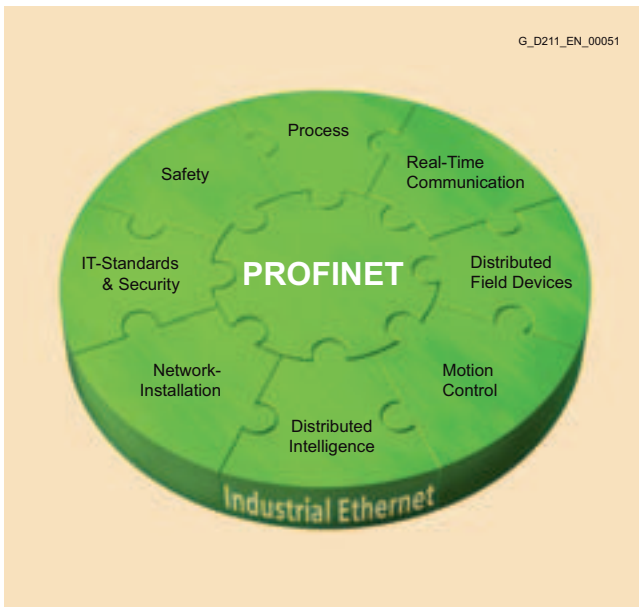 G_D211_EN_00051
Process
Safety
Real-Time
Communication
IT-Standards
& Security
PROFINET
Distributed
Field Devices
Network-
Installation
Motion
Control
Distributed
Intelligence
Industrial Ethernet